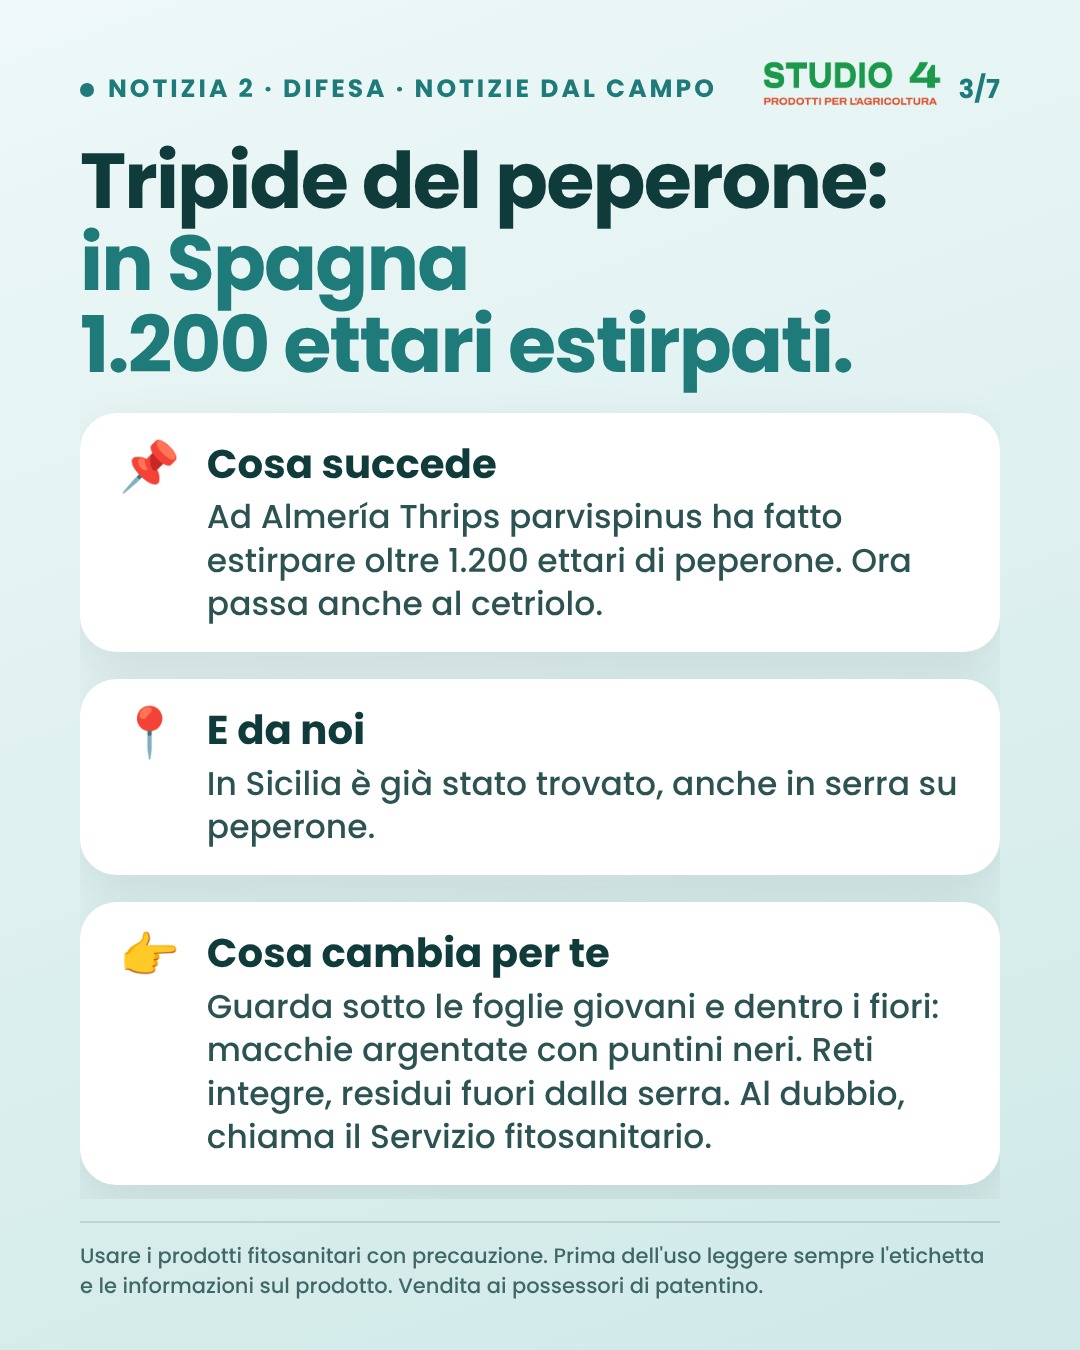 NOTIZIA 2 · DIFESA · NOTIZIE DAL CAMPO
STUDIO 4
PRODOTTI PER L'AGRICOLTURA
3/7
Tripide del peperone:
in Spagna
1.200 ettari estirpati.
Cosa succede
Ad Almería Thrips parvispinus ha fatto
estirpare oltre 1.200 ettari di peperone. Ora
passa anche al cetriolo.
E da noi
In Sicilia è già stato trovato, anche in serra su
peperone.
Cosa cambia per te
Guarda sotto le foglie giovani e dentro i fiori:
macchie argentate con puntini neri. Reti
integre, residui fuori dalla serra. Al dubbio,
chiama il Servizio fitosanitario.
Usare i prodotti fitosanitari con precauzione. Prima dell'uso leggere sempre l'etichetta
e le informazioni sul prodotto. Vendita ai possessori di patentino.